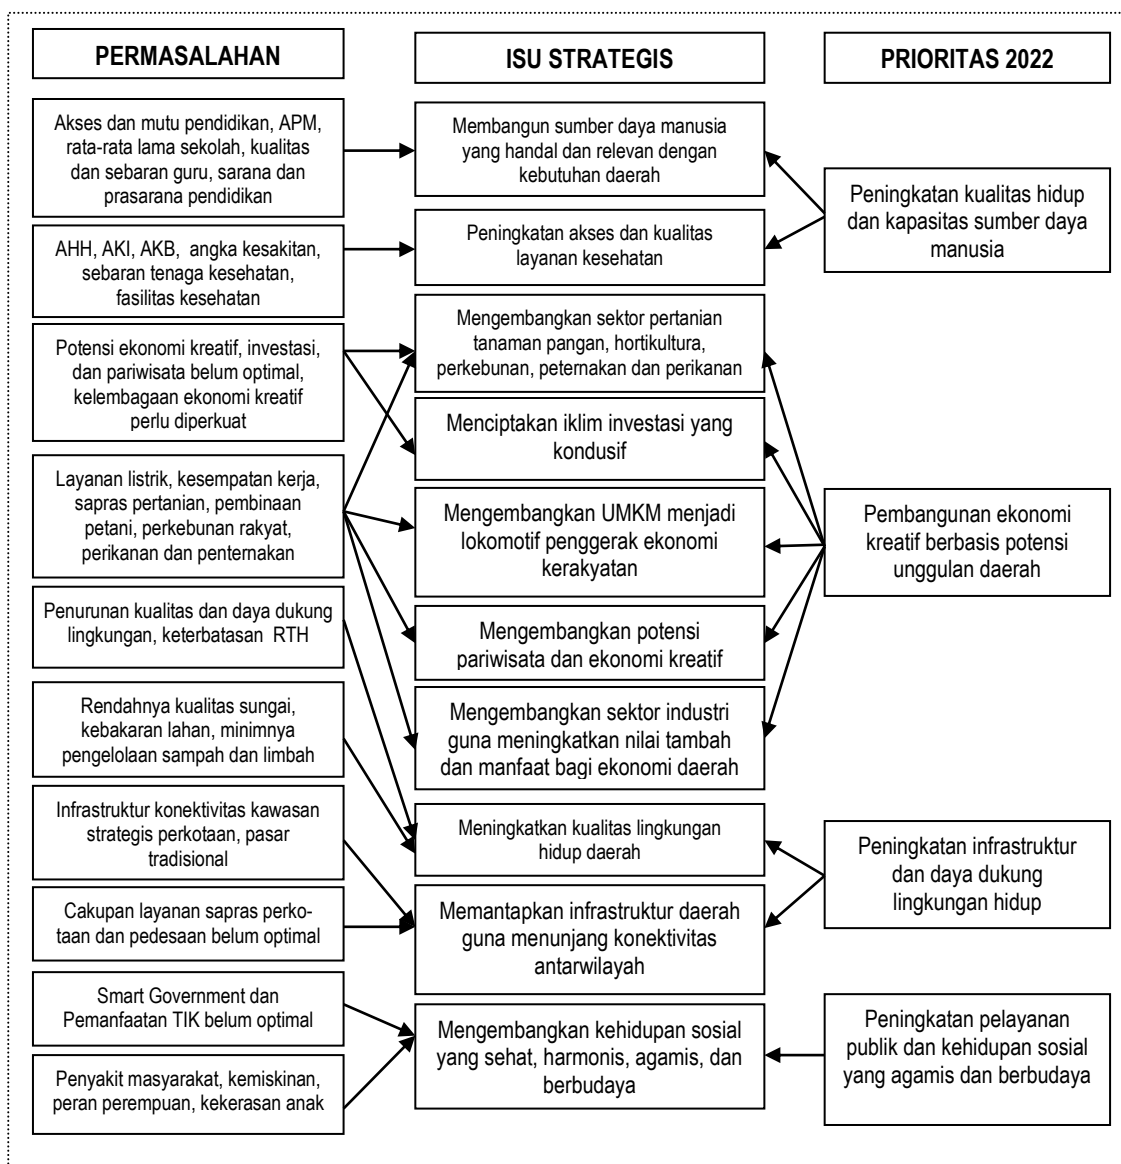 PERMASALAHAN
Akses dan mutu pendidikan, APM,
rata-rata lama sekolah, kualitas
dan sebaran guru, sarana dan
prasarana pendidikan
AHH, AKI, AKB, angka kesakitan,
sebaran tenaga kesehatan,
fasilitas kesehatan
Potensi ekonomi kreatif, investasi,
dan pariwisata belum optimal,
kelembagaan ekonomi kreatif
perlu diperkuat
Layanan listrik, kesempatan kerja,
sapras pertanian, pembinaan
petani, perkebunan rakyat,
perikanan dan penternakan
Penurunan kualitas dan daya dukung
lingkungan, keterbatasan RTH
Rendahnya kualitas sungai,
kebakaran lahan, minimnya
pengelolaan sampah dan limbah
Infrastruktur konektivitas kawasan
strategis perkotaan, pasar
tradisional
Cakupan layanan sapras perko-
taan dan pedesaan belum optimal
Smart Government dan
Pemanfaatan TIK belum optimal
Penyakit masyarakat, kemiskinan,
peran perempuan, kekerasan anak
ISU STRATEGIS
Membangun sumber daya manusia
yang handal dan relevan dengan
kebutuhan daerah
Peningkatan akses dan kualitas
layanan kesehatan
Mengembangkan sektor pertanian
tanaman pangan, hortikultura,
perkebunan, peternakan dan perikanan
Menciptakan iklim investasi yang
kondusif
Mengembangkan UMKM menjadi
lokomotif penggerak ekonomi
kerakyatan
Mengembangkan potensi
pariwisata dan ekonomi kreatif
Mengembangkan sektor industri
guna meningkatkan nilai tambah
dan manfaat bagi ekonomi daerah
Meningkatkan kualitas lingkungan
hidup daerah
Memantapkan infrastruktur daerah
guna menunjang konektivitas
antarwilayah
Mengembangkan kehidupan sosial
yang sehat, harmonis, agamis, dan
berbudaya
PRIORITAS 2022
Peningkatan kualitas hidup
dan kapasitas sumber daya
manusia
Pembangunan ekonomi
kreatif berbasis potensi
unggulan daerah
Peningkatan infrastruktur
dan daya dukung
lingkungan hidup
Peningkatan pelayanan
publik dan kehidupan sosial
yang agamis dan berbudaya